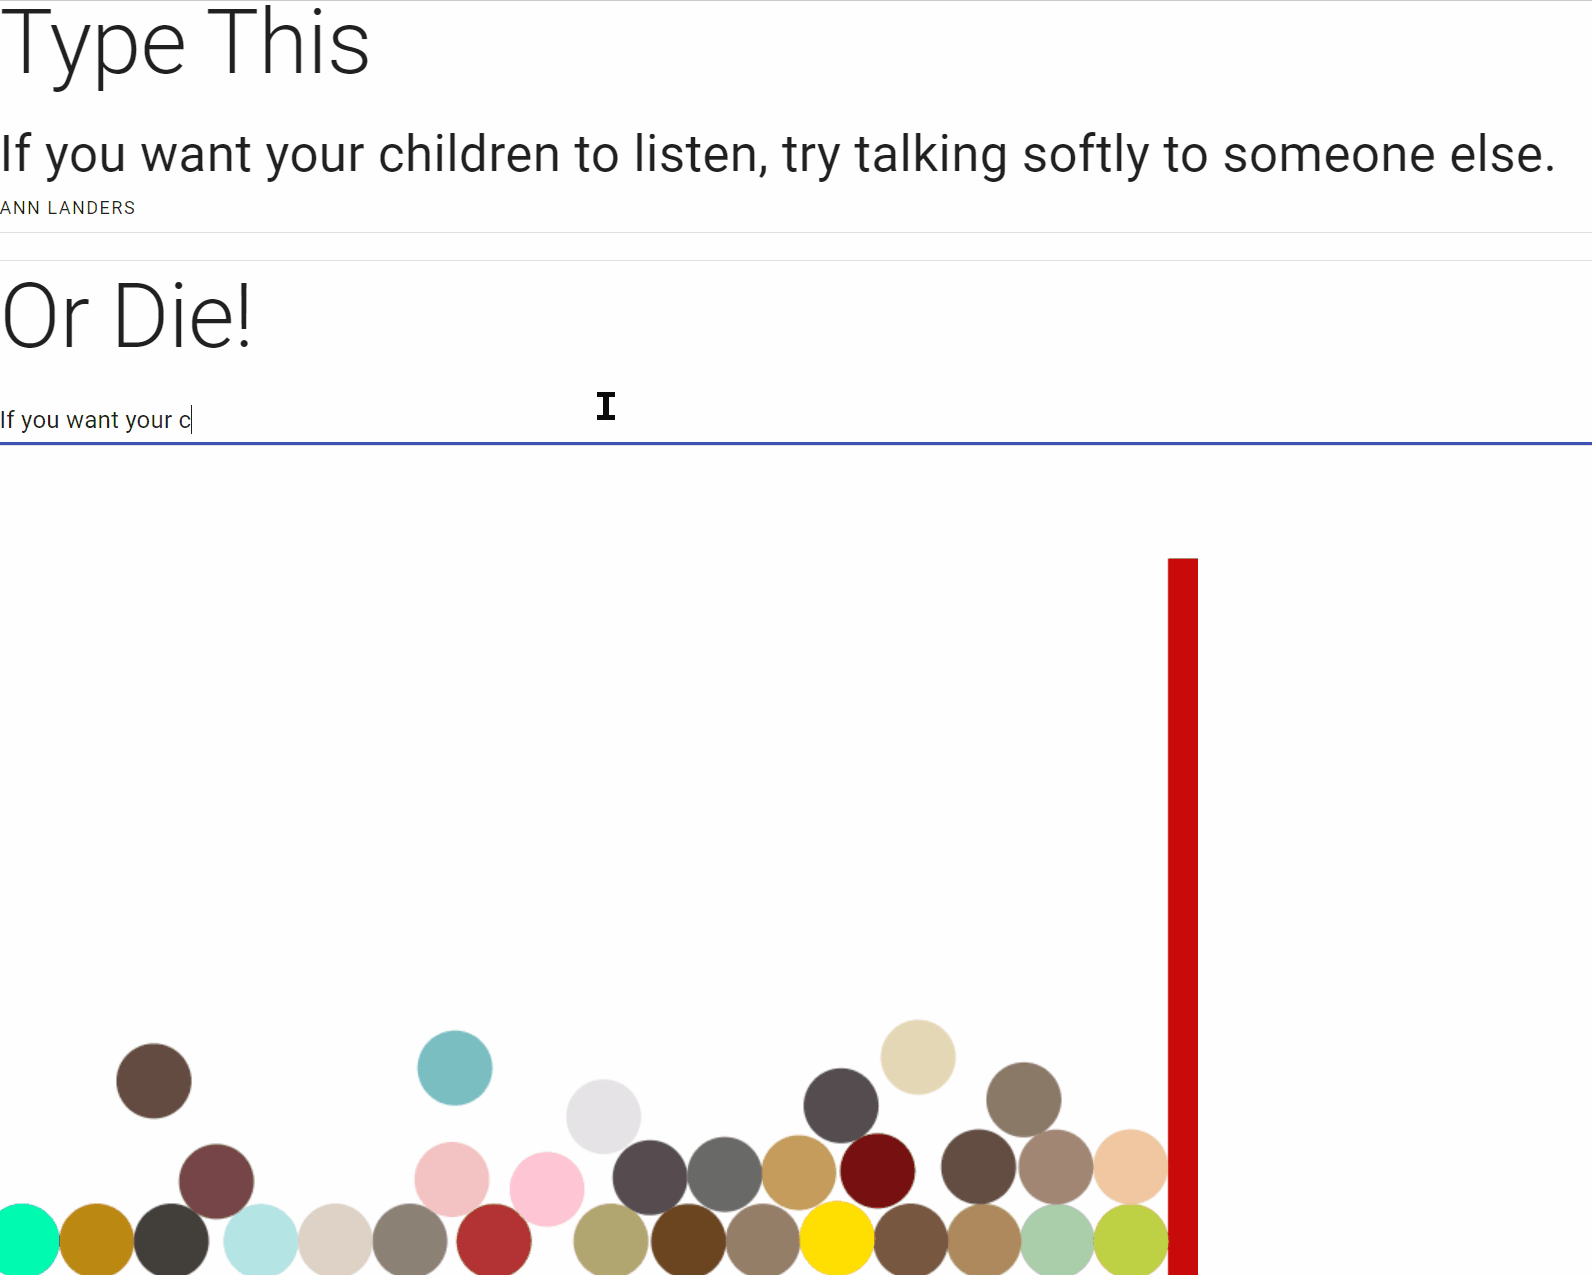 Type This
If you want your children to listen, try talking softly to someone else.
ANN LANDERS
Or Die!
If you want your c